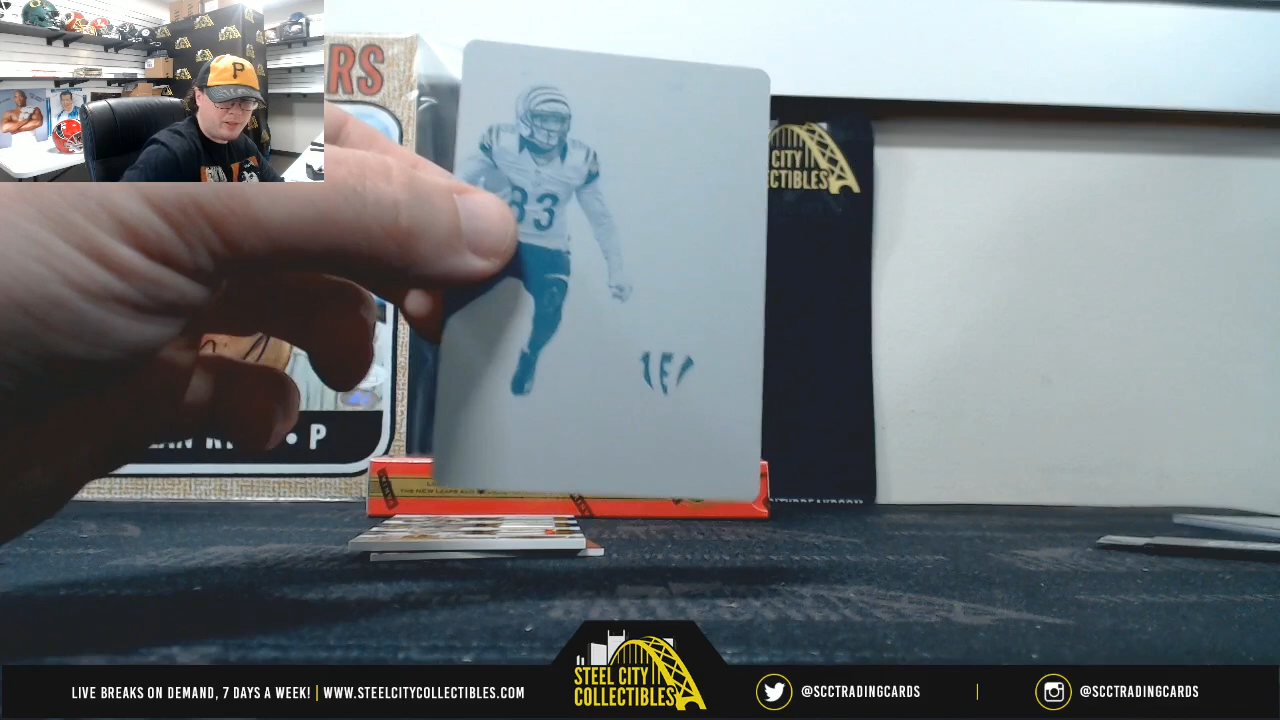 P
RS
83
CITY
CTIBLES
• P
LIVE BREAKS ON DEMAND, 7 DAYS A WEEK! | WWW.STEELCITYCOLLECTIBLES.COM
STEEL CITY
COLLECTIBLES
@SCCTRADINGCARDS
@SCCTRADINGCARDS